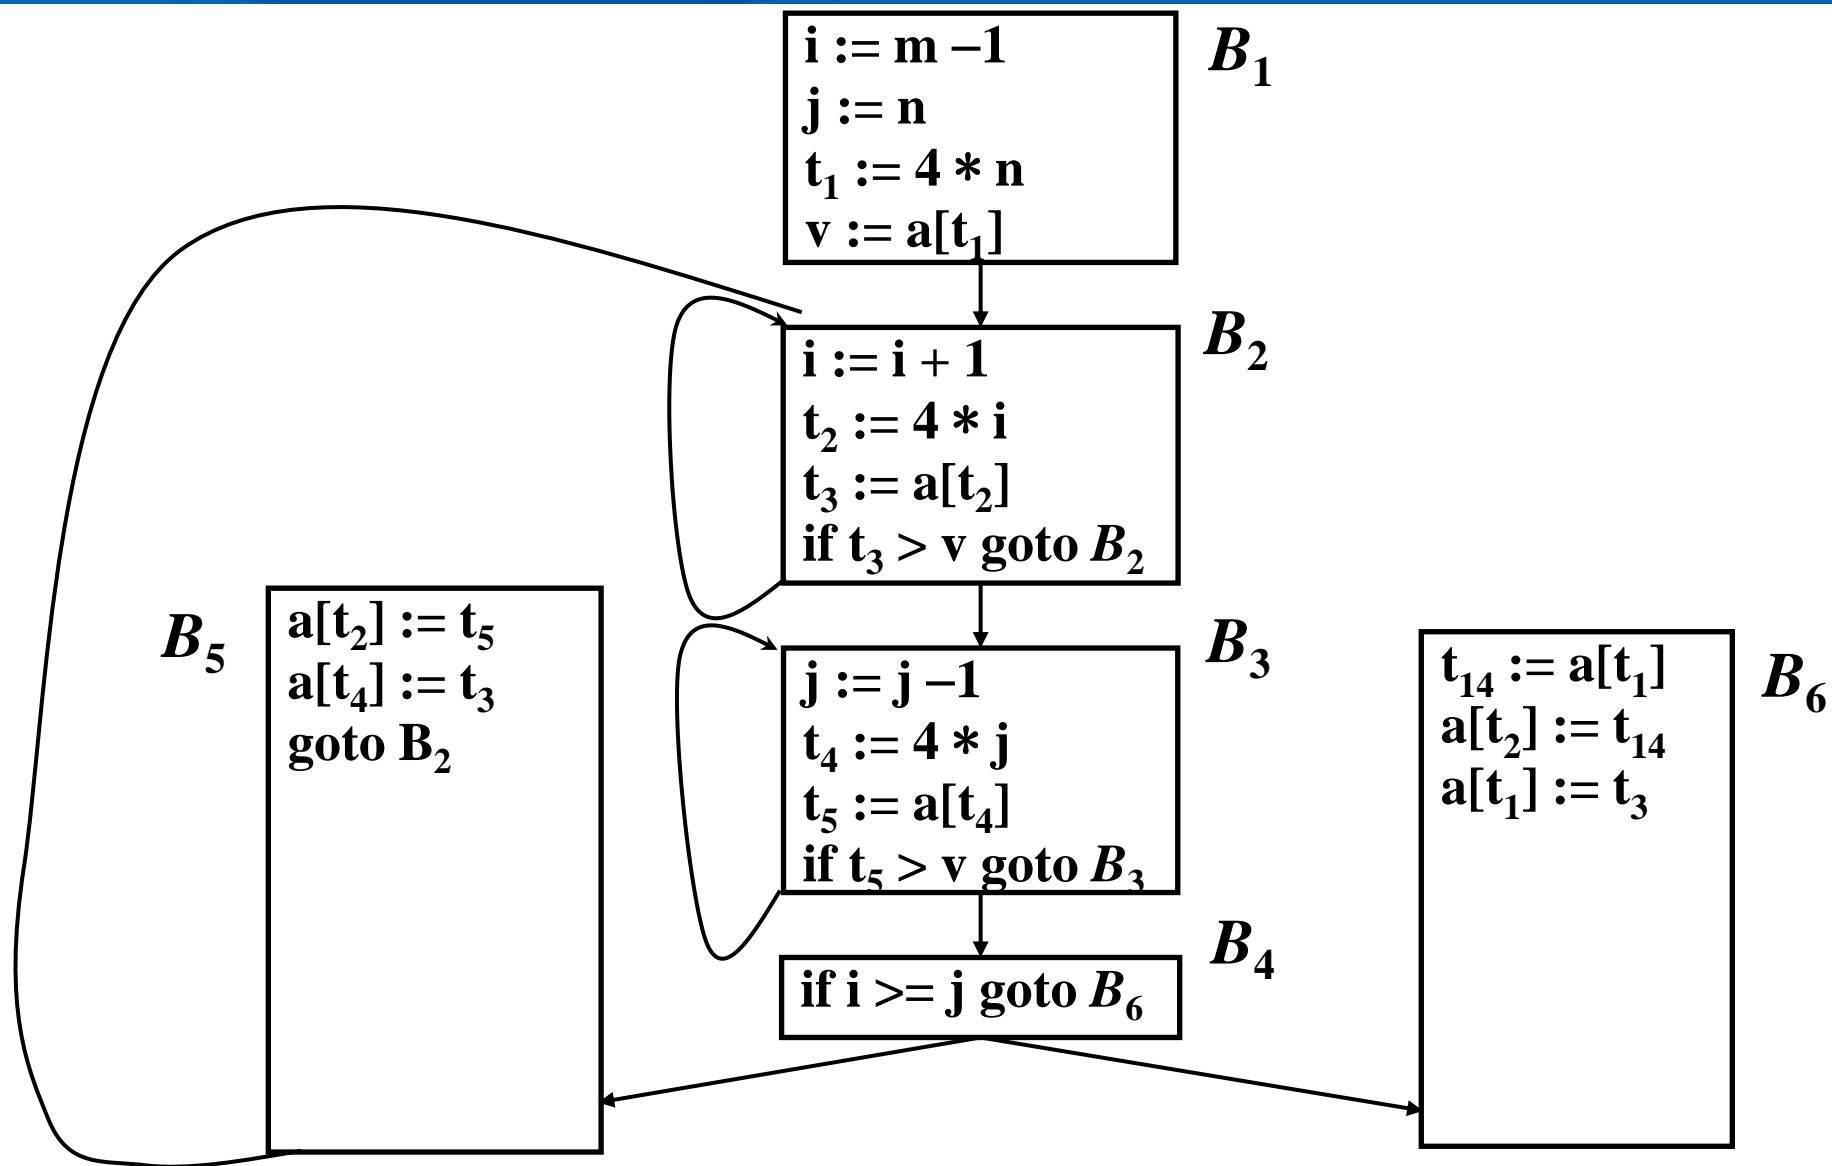 i := m –1
j := n
t₁ := 4 * n
v := a[t₁]
B₁
i := i + 1
t₂ := 4 * i
t₃ := a[t₂]
if t₃ > v goto B₂
B₂
j := j –1
t₄ := 4 * j
t₅ := a[t₄]
if t₅ > v goto B₃
B₃
if i >= j goto B₆
B₄
B₅
a[t₂] := t₅
a[t₄] := t₃
goto B₂
t₁₄ := a[t₁]
a[t₂] := t₁₄
a[t₁] := t₃
B₆